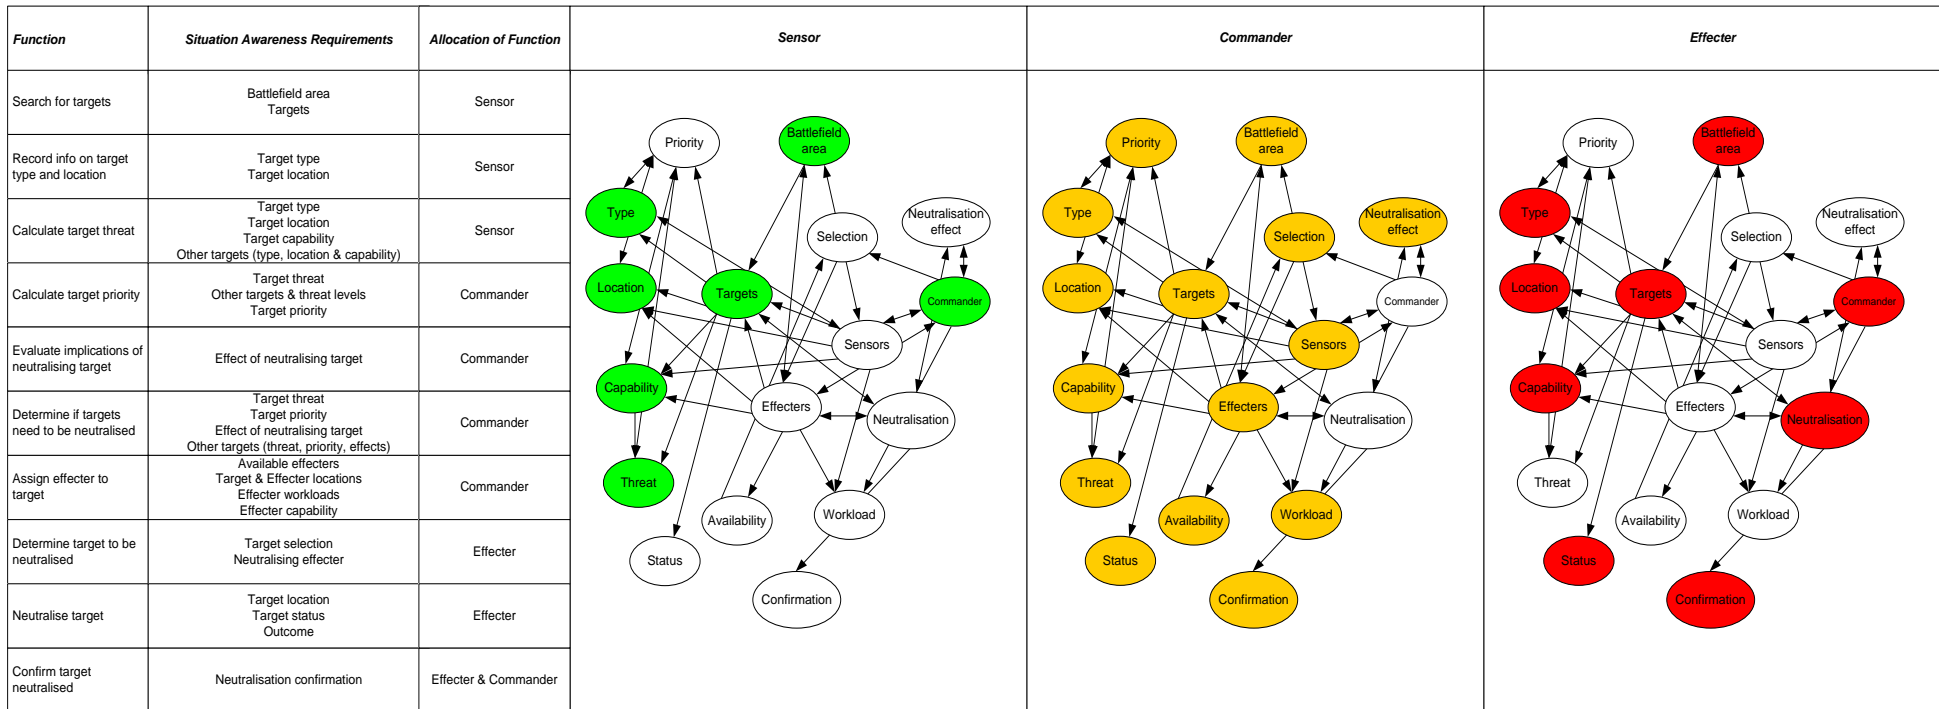 Function
Situation Awareness Requirements
Allocation of Function
Sensor
Commander
Effecter
Search for targets
Battlefield area
Targets
Sensor
Record info on target
type and location
Target type
Target location
Sensor
Calculate target threat
Target type
Target location
Target capability
Other targets (type, location & capability)
Sensor
Calculate target priority
Target threat
Other targets & threat levels
Target priority
Commander
Evaluate implications of
neutralising target
Effect of neutralising target
Commander
Determine if targets
need to be neutralised
Target threat
Target priority
Effect of neutralising target
Other targets (threat, priority, effects)
Commander
Assign effecter to
target
Available effecters
Target & Effecter locations
Effecter workloads
Effecter capability
Commander
Determine target to be
neutralised
Target selection
Neutralising effecter
Effecter
Neutralise target
Target location
Target status
Outcome
Effecter
Confirm target
neutralised
Neutralisation confirmation
Effecter & Commander
Priority
Battlefield
area
Type
Selection
Neutralisation
effect
Location
Targets
Commander
Sensors
Capability
Effecters
Neutralisation
Threat
Availability
Workload
Status
Confirmation
Priority
Battlefield
area
Type
Selection
Neutralisation
effect
Location
Targets
Commander
Sensors
Capability
Effecters
Neutralisation
Threat
Availability
Workload
Status
Confirmation
Priority
Battlefield
area
Type
Selection
Neutralisation
effect
Location
Targets
Commander
Sensors
Capability
Effecters
Neutralisation
Threat
Availability
Workload
Status
Confirmation